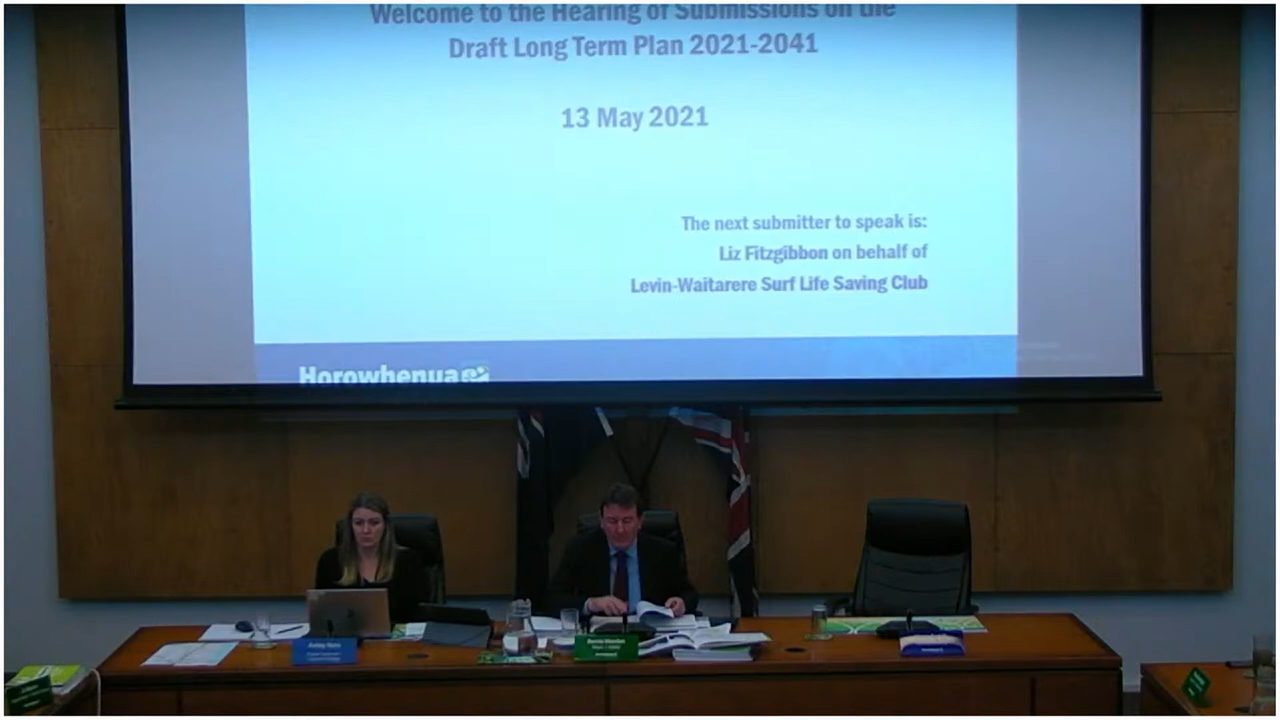 Welcome to the Hearing of Submissions on the
Draft Long Term Plan 2021-2041
13 May 2021
The next submitter to speak is:
Liz Fitzgibbon on behalf of
Levin-Waitarere Surf Life Saving Club
Horowhenua